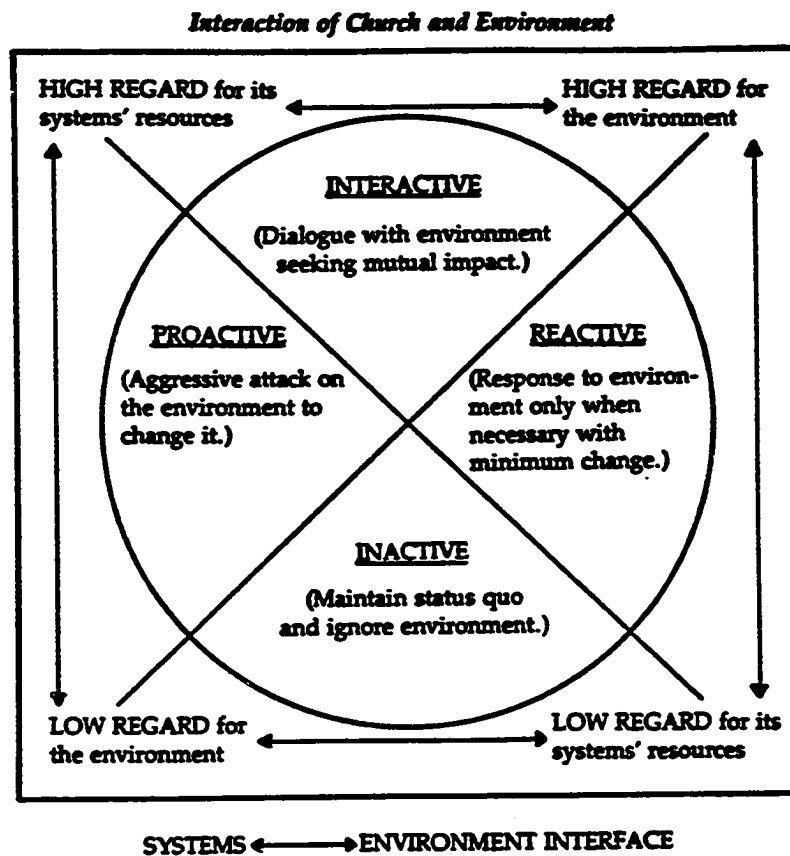 Interaction of Church and Environment
HIGH REGARD for its
systems' resources
HIGH REGARD for
the environment
INTERACTIVE
(Dialogue with environment
seeking mutual impact.)
PROACTIVE
(Aggressive attack on
the environment to
change it.)
REACTIVE
(Response to environ-
ment only when
necessary with
minimum change.)
INACTIVE
(Maintain status quo
and ignore environment.)
LOW REGARD for
the environment
LOW REGARD for its
systems' resources
SYSTEMS ⟷ ENVIRONMENT INTERFACE